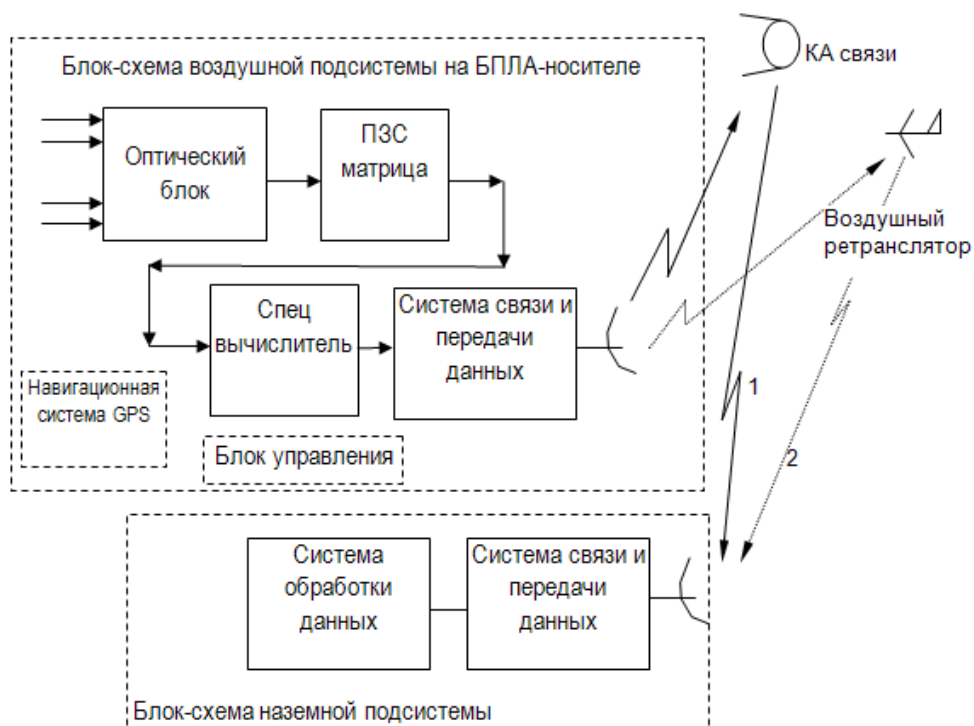 Блок-схема воздушной подсистемы на БПЛА-носителе
КА связи
Оптический
блок
ПЗС
матрица
Воздушный
ретранслятор
Спец
вычислитель
Система связи и
передачи
данных
Навигационная
система GPS
Блок управления
1
2
Система
обработки
данных
Система связи и
передачи
данных
Блок-схема наземной подсистемы